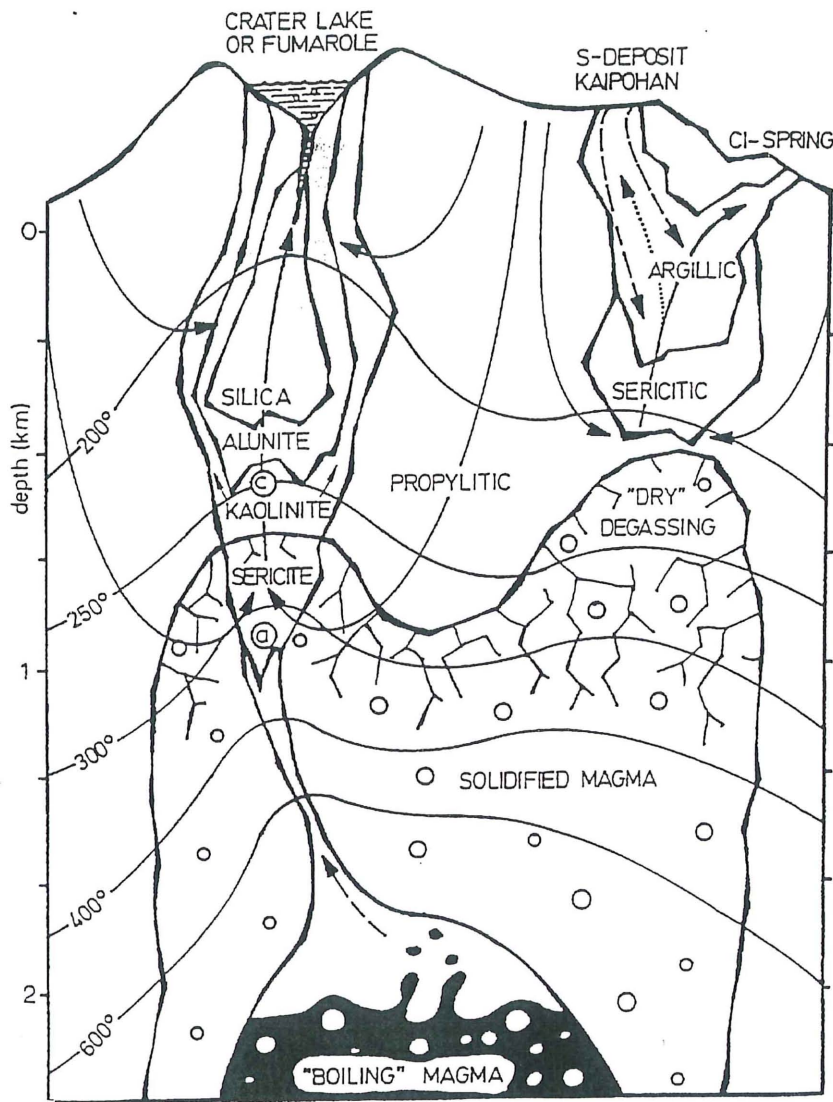 CRATER LAKE
OR FUMAROLE
S-DEPOSIT
KAIPOHAN
Cl-SPRING
0
ARGILLIC
SILICA
SERICITIC
200°
ALUNITE
depth (km)
C
PROPYLITIC
"DRY"
KAOLINITE
DEGASSING
SERICITE
250°
a
1
300°
SOLIDIFIED MAGMA
400°
2
600°
"BOILING" MAGMA